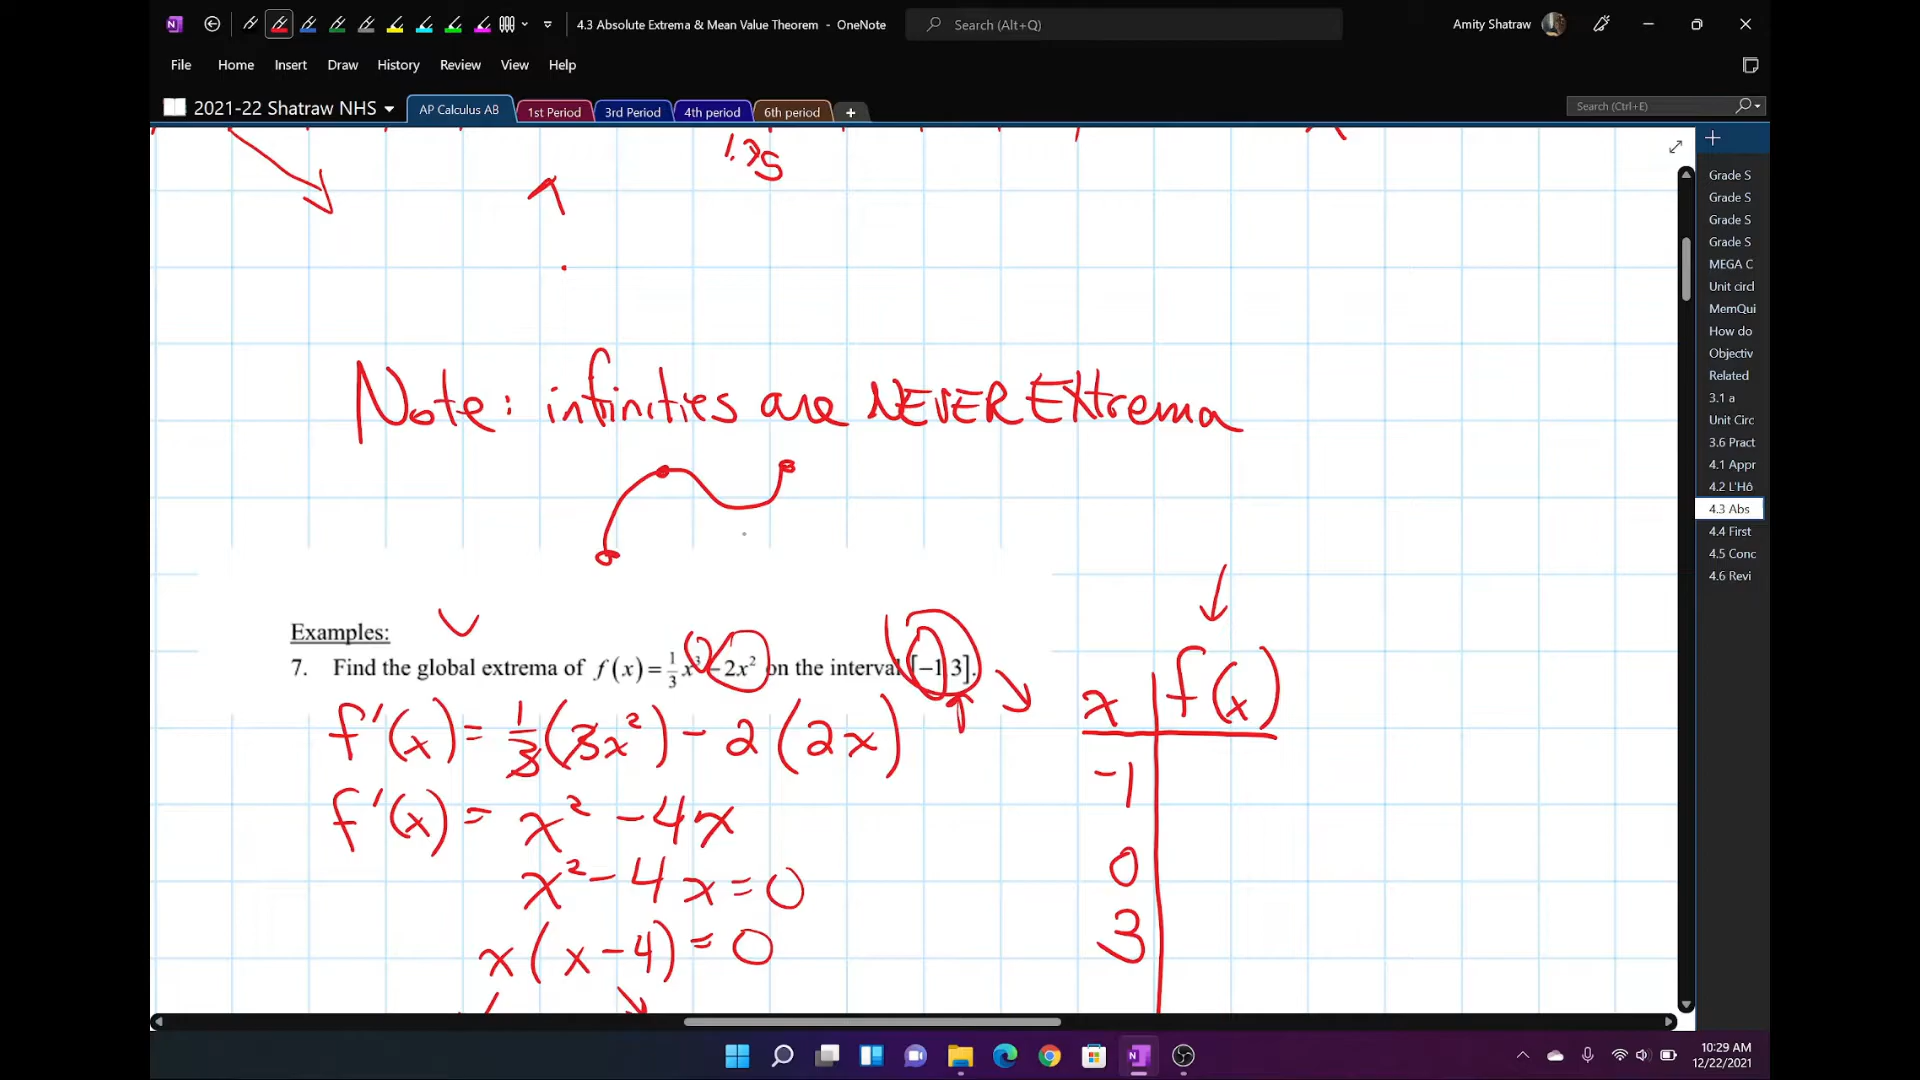 4.3 Absolute Extrema & Mean Value Theorem - OneNote
Search (Alt+Q)
Amity Shatraw
File Home Insert Draw History Review View Help
2021-22 Shatraw NHS
AP Calculus AB
1st Period
3rd Period
4th period
6th period
+
Search (Ctrl+E)
1.75
Note: infinities are NEVER Extrema
Examples:
7. Find the global extrema of f(x)=1/3x³-2x² on the interval [-1,3].
f'(x) = 1/3(3x²) - 2(2x)
f'(x) = x² - 4x
x² - 4x = 0
x(x-4) = 0
x f(x)
-1
0
3
Grade S
Grade S
Grade S
Grade S
MEGA C
Unit circl
MemQui
How do
Objectiv
Related
3.1 a
Unit Circ
3.6 Pract
4.1 Appr
4.2 L'Hô
4.3 Abs
4.4 First
4.5 Conc
4.6 Revi
10:29 AM
12/22/2021